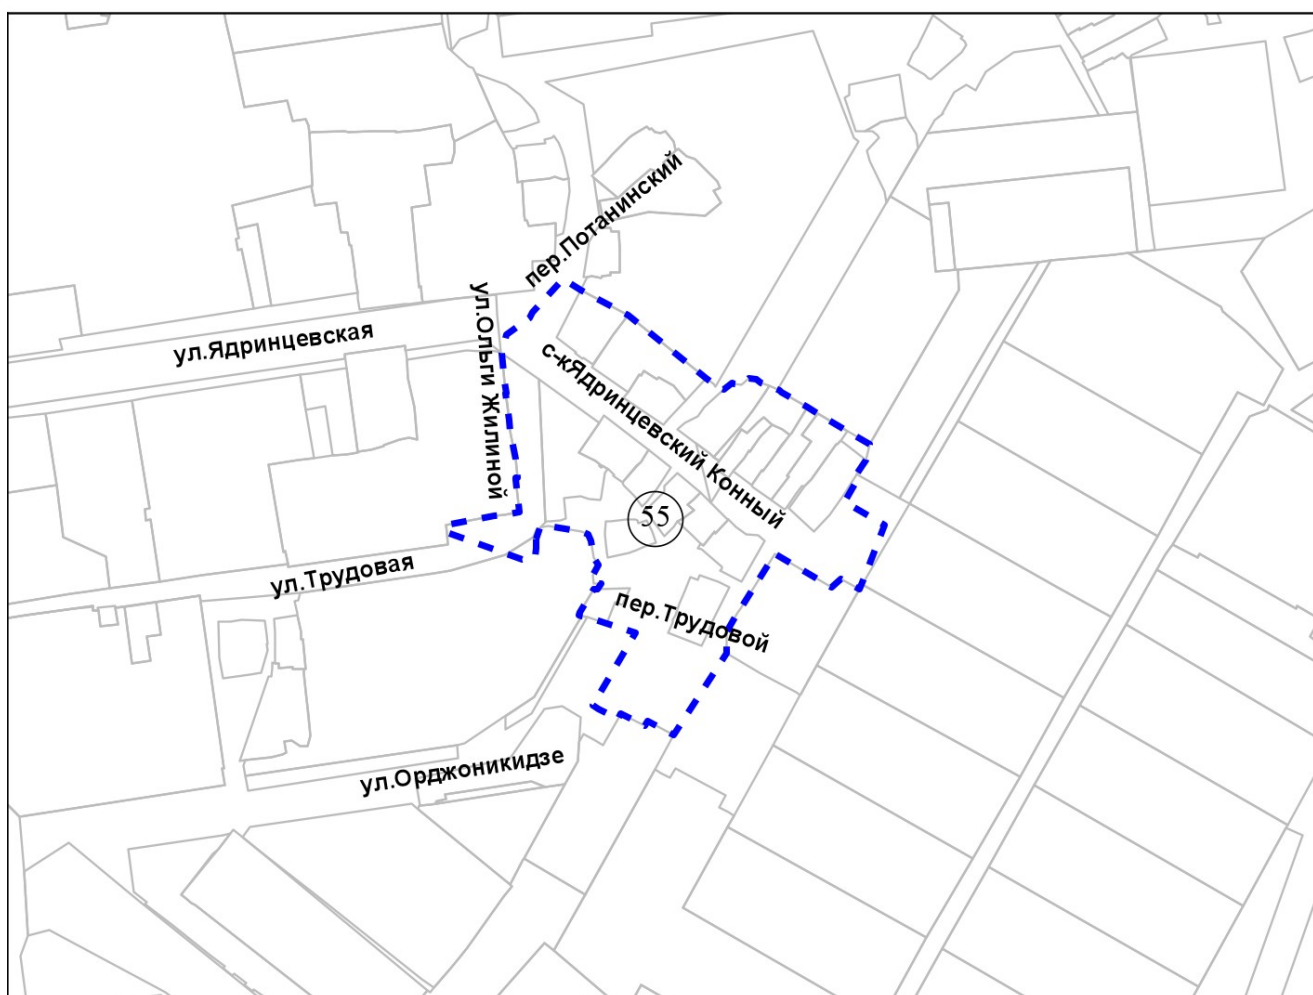 пер.Потанинский
ул.Ядринцевская
ул.Ольги Жилиной
с-кЯдринцевский Конный
55
ул.Трудовая
пер.Трудовой
ул.Орджоникидзе